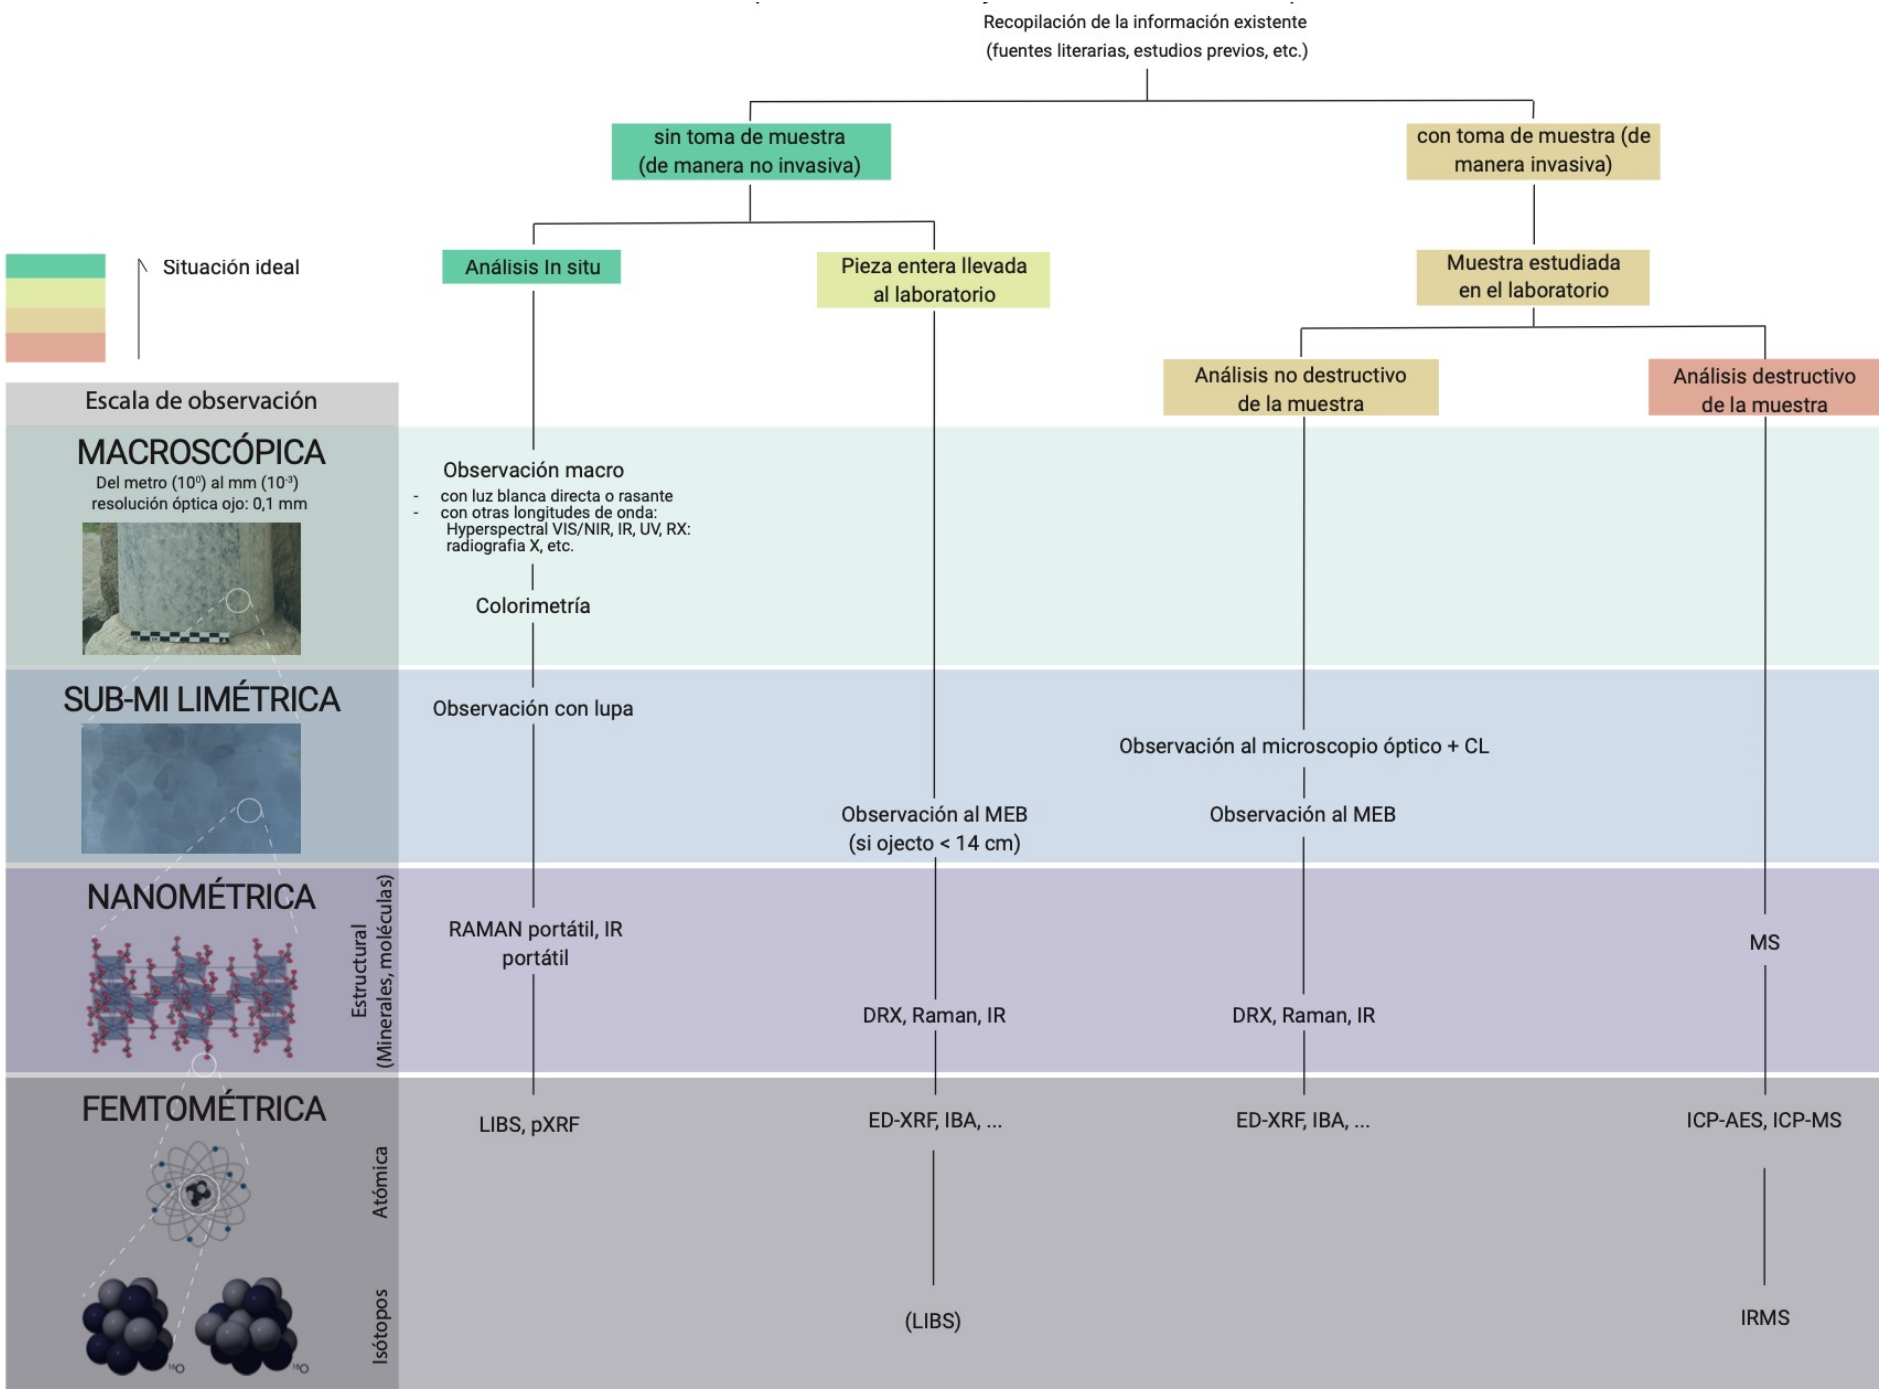 Recopilación de la información existente
(fuentes literarias, estudios previos, etc.)
sin toma de muestra
(de manera no invasiva)
con toma de muestra (de
manera invasiva)
Situación ideal
Análisis In situ
Pieza entera llevada
al laboratorio
Muestra estudiada
en el laboratorio
Análisis no destructivo
de la muestra
Análisis destructivo
de la muestra
Escala de observación
MACROSCÓPICA
Del metro (10⁰) al mm (10⁻³)
resolución óptica ojo: 0,1 mm
Observación macro
- con luz blanca directa o rasante
- con otras longitudes de onda:
Hyperspectral VIS/NIR, IR, UV, RX:
radiografia X, etc.
Colorimetría
SUB-MI LIMÉTRICA
Observación con lupa
Observación al microscopio óptico + CL
Observación al MEB
(si ojecto < 14 cm)
Observación al MEB
NANOMÉTRICA
Estructural
(Minerales, moléculas)
RAMAN portátil, IR
portátil
MS
DRX, Raman, IR
DRX, Raman, IR
FEMTOMÉTRICA
Atómica
LIBS, pXRF
ED-XRF, IBA, ...
ED-XRF, IBA, ...
ICP-AES, ICP-MS
Isótopos
¹⁶O
¹⁸O
(LIBS)
IRMS